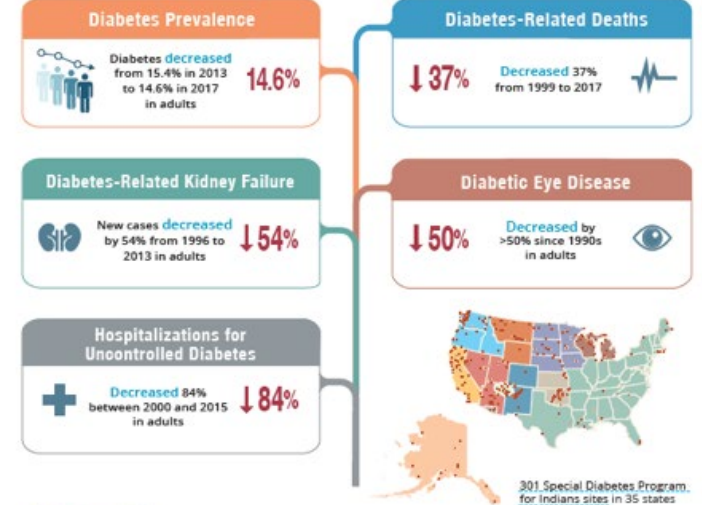 Diabetes Prevalence
Diabetes decreased
from 15.4% in 2013
to 14.6% in 2017
in adults
14.6%
Diabetes-Related Deaths
↓37%
Decreased 37%
from 1999 to 2017
Diabetes-Related Kidney Failure
New cases decreased
by 54% from 1996 to
2013 in adults
↓54%
Diabetic Eye Disease
↓50%
Decreased by
>50% since 1990s
in adults
Hospitalizations for
Uncontrolled Diabetes
Decreased 84%
between 2000 and 2015
in adults
↓84%
301 Special Diabetes Program
for Indians sites in 35 states